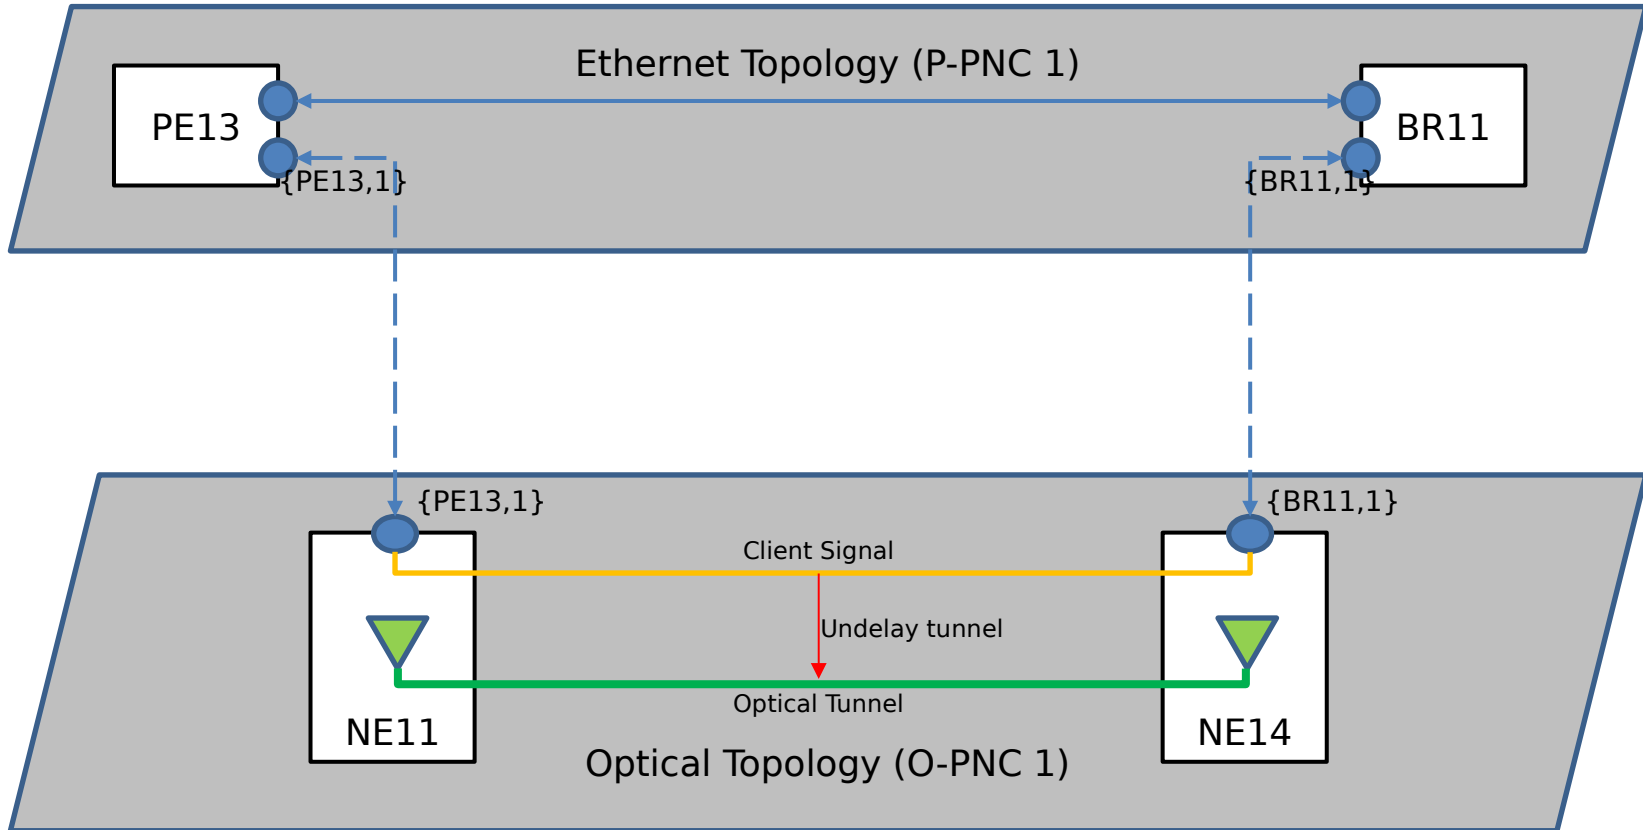 Ethernet Topology (P-PNC 1)
PE13
BR11
{PE13,1}
{BR11,1}
{PE13,1}
{BR11,1}
Client Signal
Undelay tunnel
Optical Tunnel
NE11
NE14
Optical Topology (O-PNC 1)